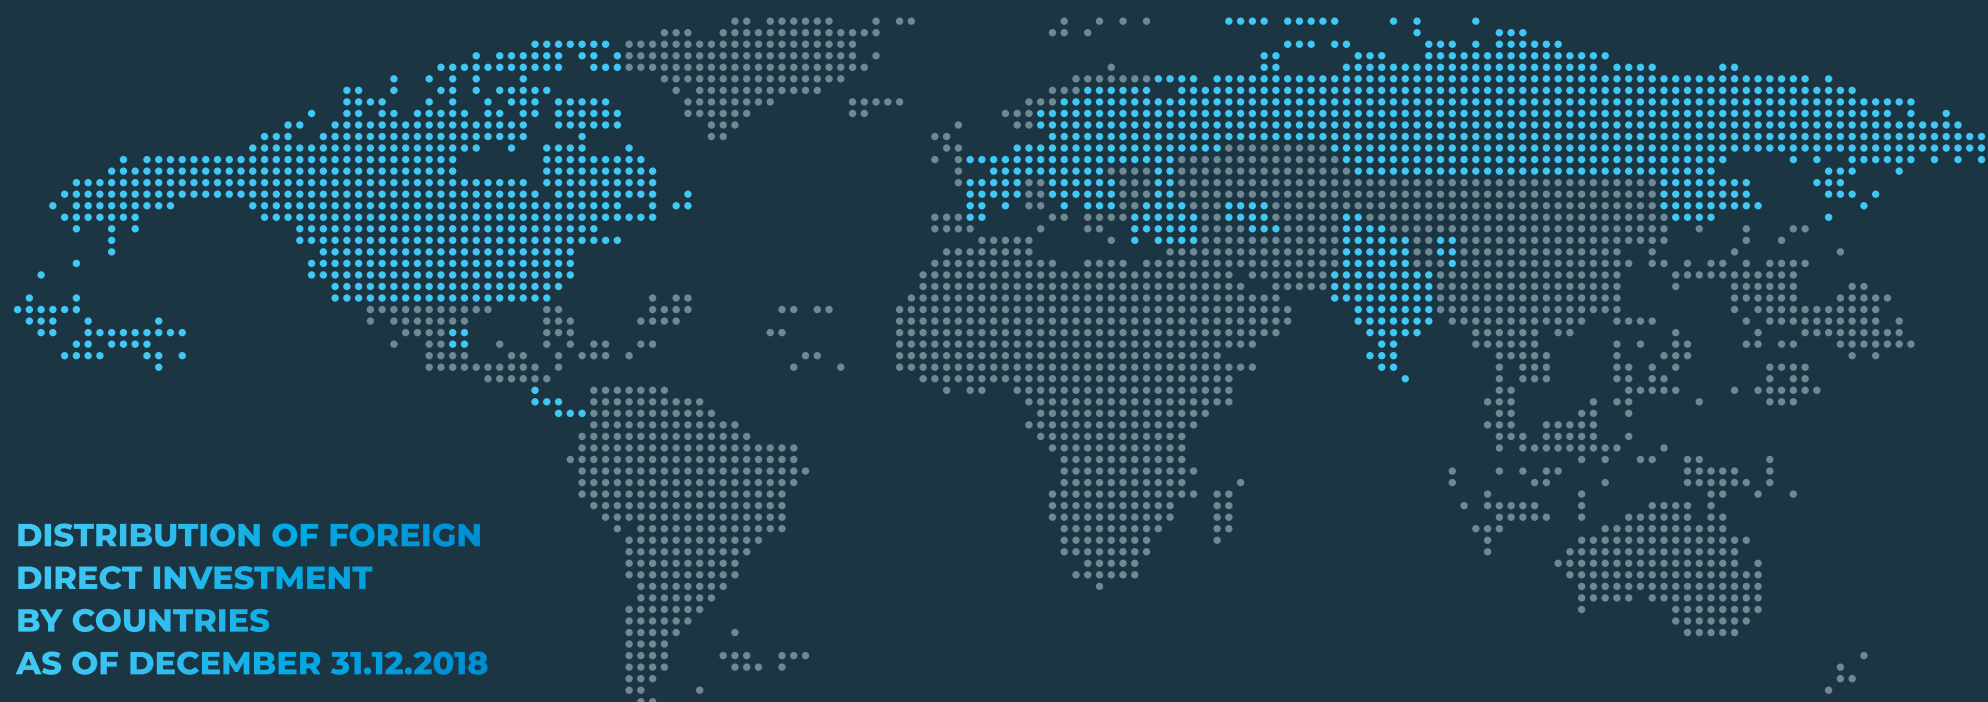 DISTRIBUTION OF FOREIGN
DIRECT INVESTMENT
BY COUNTRIES
AS OF DECEMBER 31.12.2018